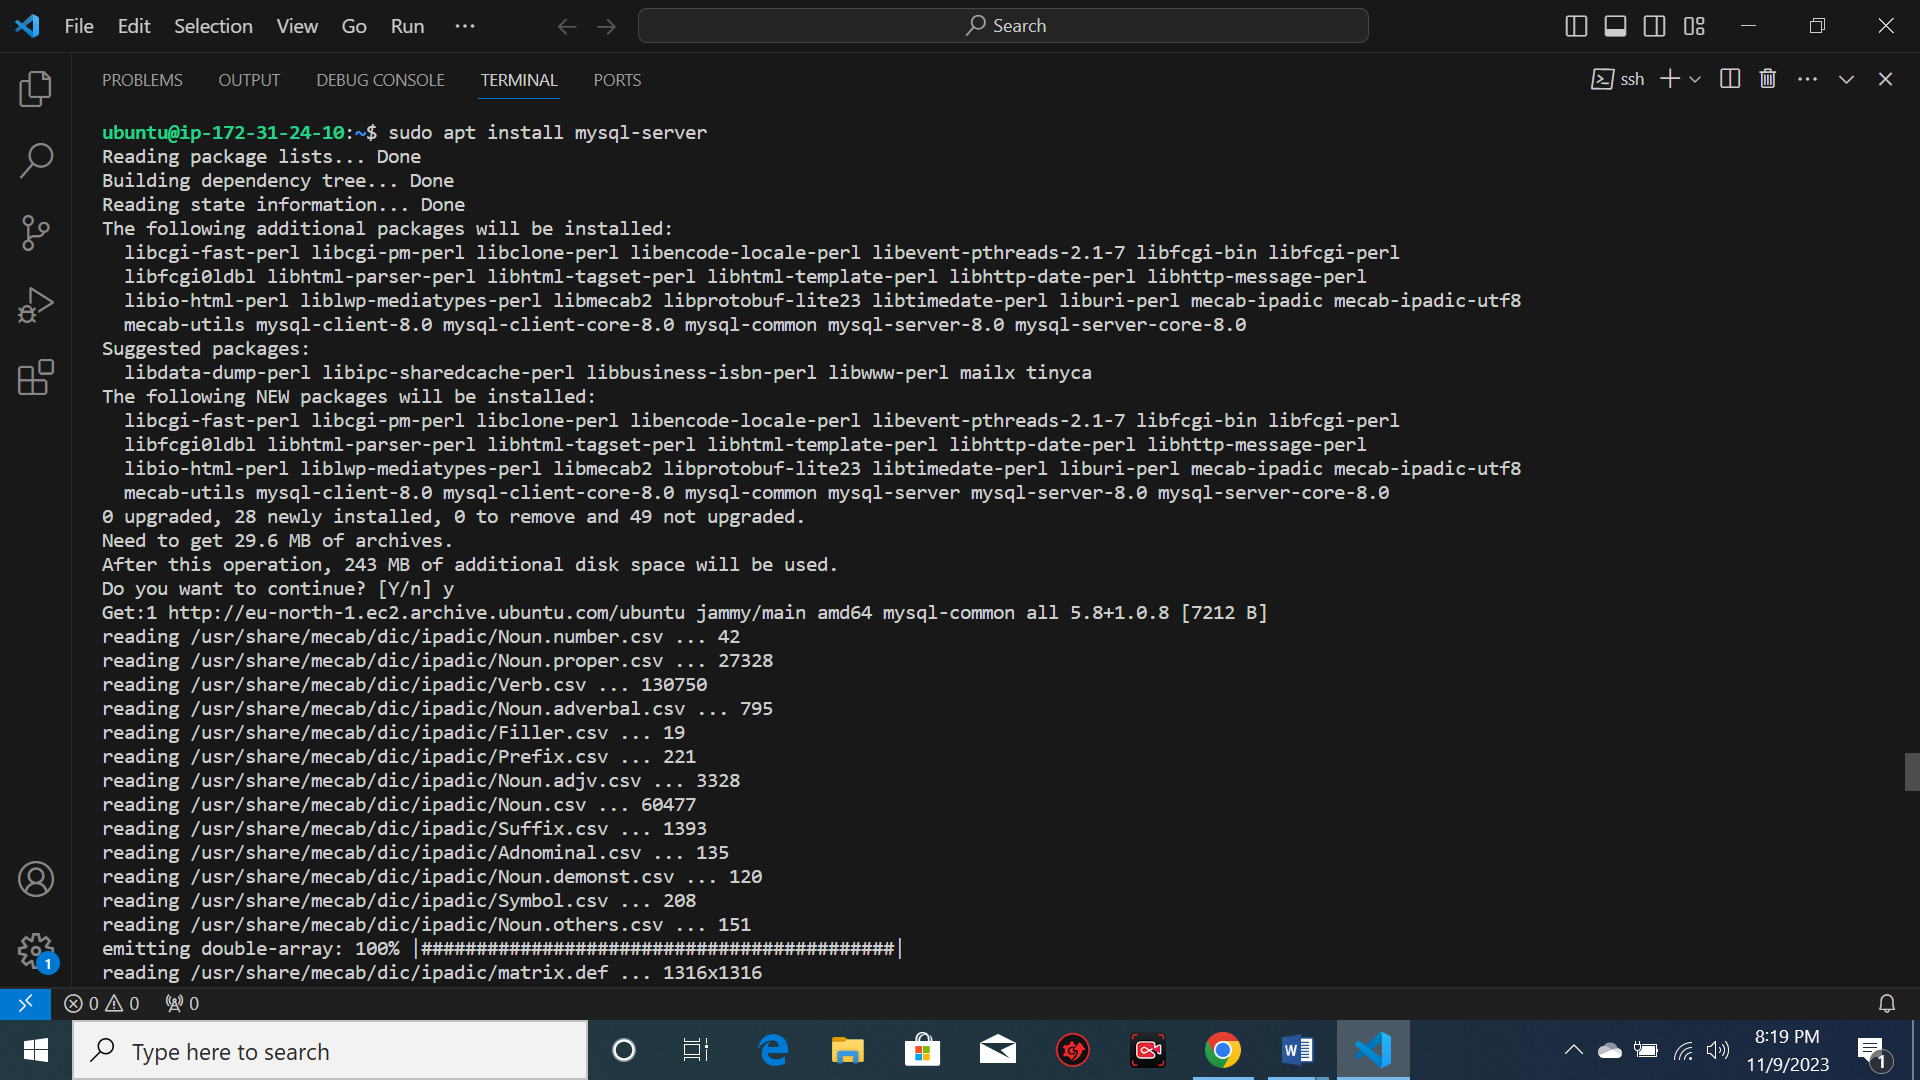 File Edit Selection View Go Run ··· Search
PROBLEMS OUTPUT DEBUG CONSOLE TERMINAL PORTS ssh
ubuntu@ip-172-31-24-10:~$ sudo apt install mysql-server
Reading package lists... Done
Building dependency tree... Done
Reading state information... Done
The following additional packages will be installed:
libcgi-fast-perl libcgi-pm-perl libclone-perl libencode-locale-perl libevent-pthreads-2.1-7 libfcgi-bin libfcgi-perl
libfcgi0ldbl libhtml-parser-perl libhtml-tagset-perl libhtml-template-perl libhttp-date-perl libhttp-message-perl
libio-html-perl liblwp-mediatypes-perl libmecab2 libprotobuf-lite23 libtimedate-perl liburi-perl mecab-ipadic mecab-ipadic-utf8
mecab-utils mysql-client-8.0 mysql-client-core-8.0 mysql-common mysql-server-8.0 mysql-server-core-8.0
Suggested packages:
libdata-dump-perl libipc-sharedcache-perl libbusiness-isbn-perl libwww-perl mailx tinyca
The following NEW packages will be installed:
libcgi-fast-perl libcgi-pm-perl libclone-perl libencode-locale-perl libevent-pthreads-2.1-7 libfcgi-bin libfcgi-perl
libfcgi0ldbl libhtml-parser-perl libhtml-tagset-perl libhtml-template-perl libhttp-date-perl libhttp-message-perl
libio-html-perl liblwp-mediatypes-perl libmecab2 libprotobuf-lite23 libtimedate-perl liburi-perl mecab-ipadic mecab-ipadic-utf8
mecab-utils mysql-client-8.0 mysql-client-core-8.0 mysql-common mysql-server mysql-server-8.0 mysql-server-core-8.0
0 upgraded, 28 newly installed, 0 to remove and 49 not upgraded.
Need to get 29.6 MB of archives.
After this operation, 243 MB of additional disk space will be used.
Do you want to continue? [Y/n] y
Get:1 http://eu-north-1.ec2.archive.ubuntu.com/ubuntu jammy/main amd64 mysql-common all 5.8+1.0.8 [7212 B]
reading /usr/share/mecab/dic/ipadic/Noun.number.csv ... 42
reading /usr/share/mecab/dic/ipadic/Noun.proper.csv ... 27328
reading /usr/share/mecab/dic/ipadic/Verb.csv ... 130750
reading /usr/share/mecab/dic/ipadic/Noun.adverbal.csv ... 795
reading /usr/share/mecab/dic/ipadic/Filler.csv ... 19
reading /usr/share/mecab/dic/ipadic/Prefix.csv ... 221
reading /usr/share/mecab/dic/ipadic/Noun.adjv.csv ... 3328
reading /usr/share/mecab/dic/ipadic/Noun.csv ... 60477
reading /usr/share/mecab/dic/ipadic/Suffix.csv ... 1393
reading /usr/share/mecab/dic/ipadic/Adnominal.csv ... 135
reading /usr/share/mecab/dic/ipadic/Noun.demonst.csv ... 120
reading /usr/share/mecab/dic/ipadic/Symbol.csv ... 208
reading /usr/share/mecab/dic/ipadic/Noun.others.csv ... 151
emitting double-array: 100% |###########################################|
reading /usr/share/mecab/dic/ipadic/matrix.def ... 1316x1316
1
0 0 0
Type here to search
8:19 PM
11/9/2023
1